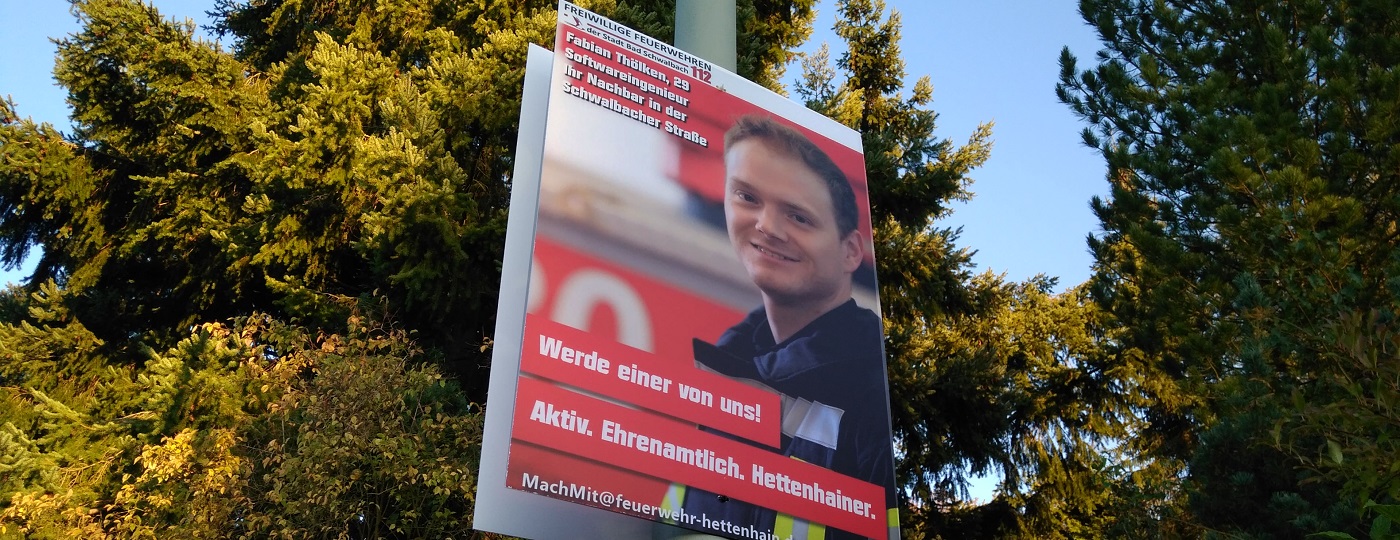 FREIWILLIGE FEUERWEHREN
der Stadt Bad Schwalbach 112
Fabian Thölken, 29
Softwareingenieur
Ihr Nachbar in der
Schwalbacher Straße
Werde einer von uns!
Aktiv. Ehrenamtlich. Hettenhainer.
MachMit@feuerwehr-hettenhain.d